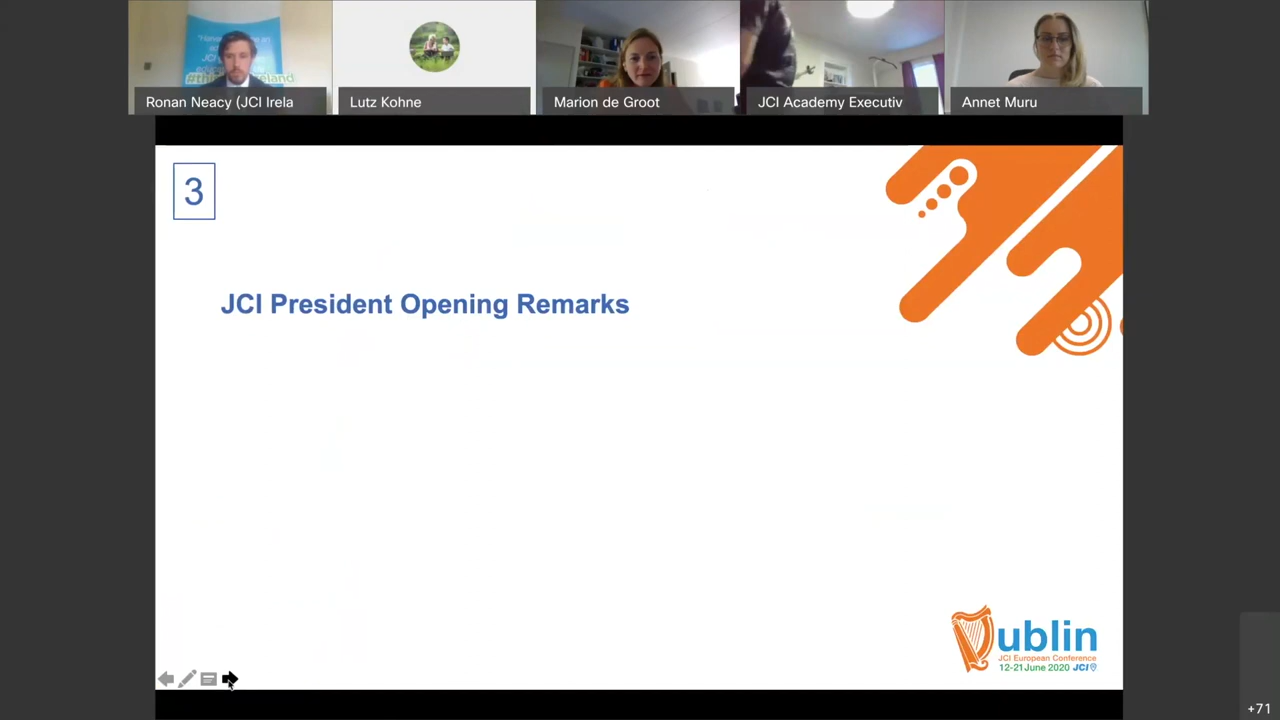 Ronan Neacy (JCI Irela
Lutz Kohne
Marion de Groot
JCI Academy Executiv
Annet Muru
3
JCI President Opening Remarks
ublin
JCI European Conference
12-21 June 2020 JCI
+71